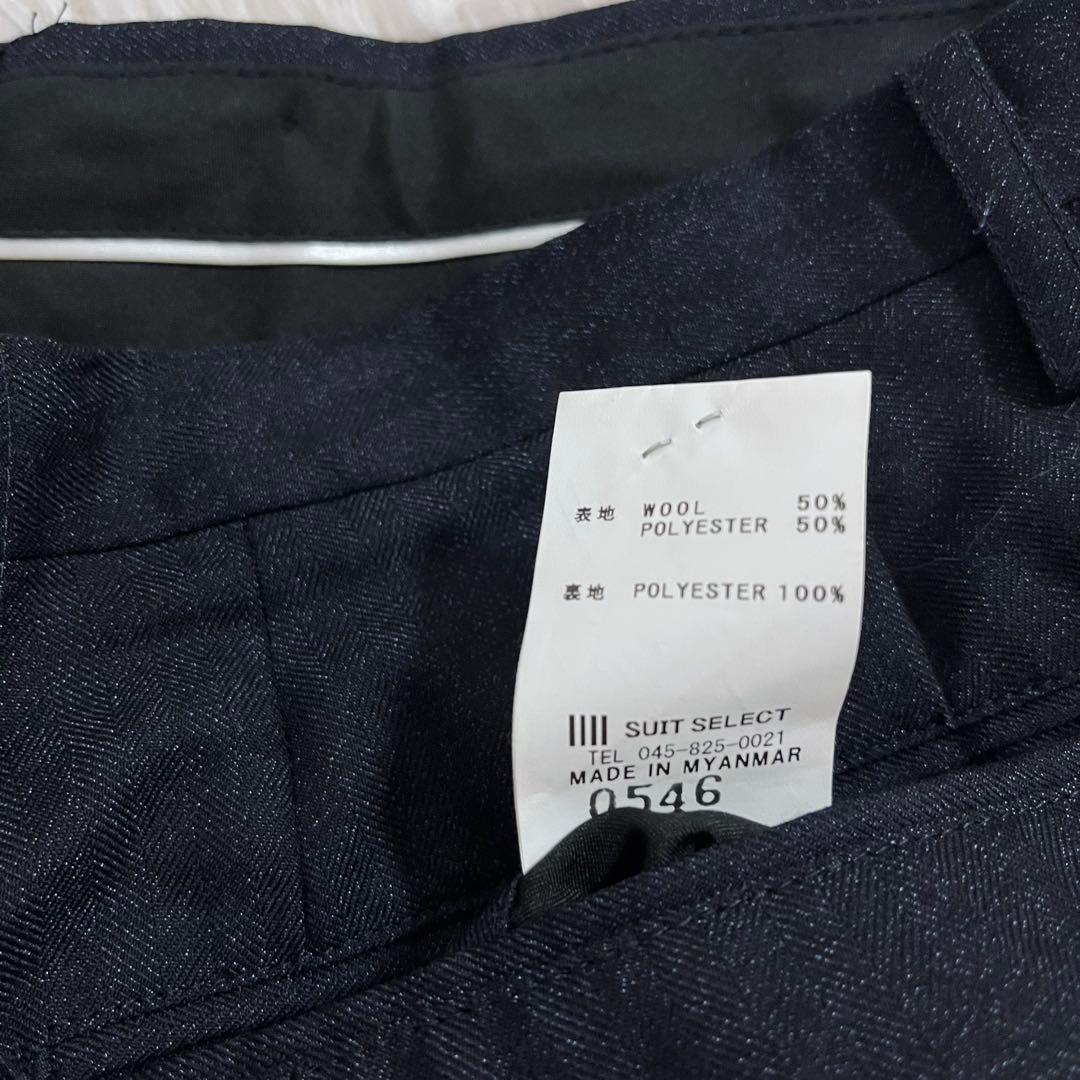 表地 WOOL 50%
POLYESTER 50%
裏地 POLYESTER 100%
SUIT SELECT
TEL 045-825-0021
MADE IN MYANMAR
0546